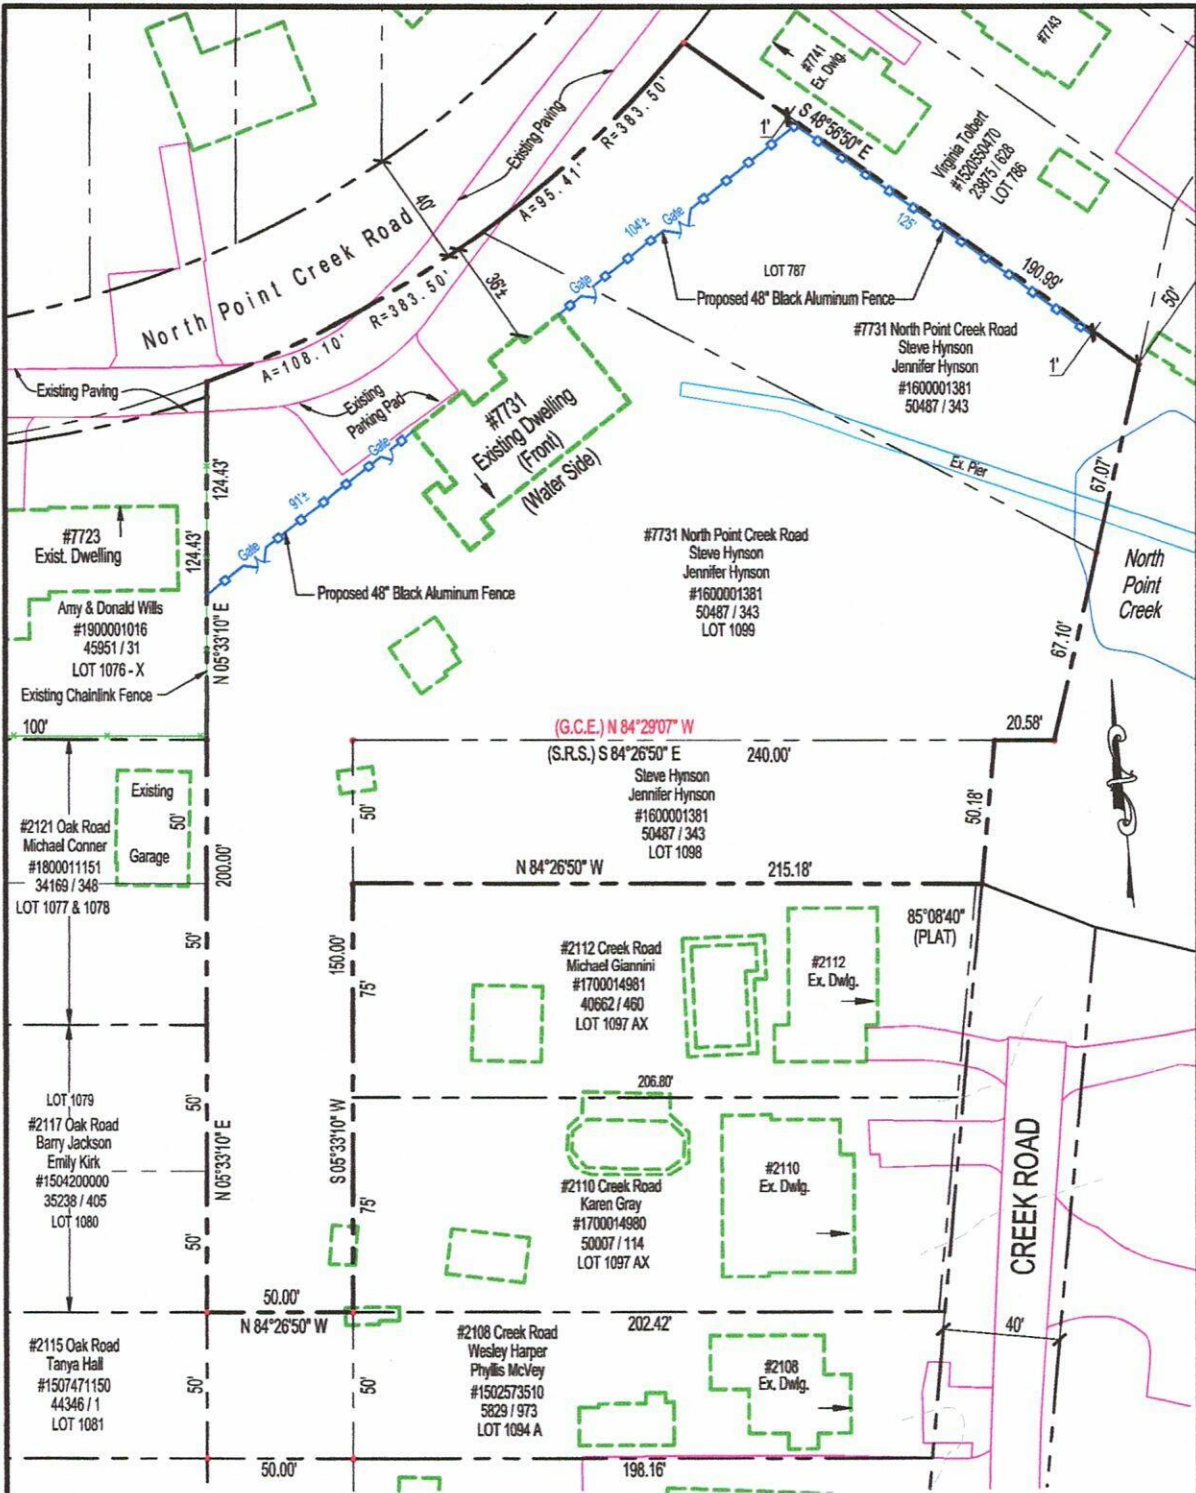 #7741
Ex. Dwlg.
#7743
S 48°56'50" E
1'
Virginia Tolbert
#1520550470
23875 / 628
LOT 786
Existing Paving
R=383.50'
A=95.41'
40'
North Point Creek Road
36'±
104'±
Gate
Gate
125'
190.99'
50'
LOT 787
Proposed 48" Black Aluminum Fence
#7731 North Point Creek Road
Steve Hynson
Jennifer Hynson
#1600001381
50487 / 343
1'
R=383.50'
A=108.10'
Existing Paving
Existing
Parking Pad
#7731
Existing Dwelling
(Front)
(Water Side)
Gate
91'±
Gate
Ex. Pier
67.07'
124.43'
124.43'
#7723
Exist. Dwelling
Proposed 48" Black Aluminum Fence
#7731 North Point Creek Road
Steve Hynson
Jennifer Hynson
#1600001381
50487 / 343
LOT 1099
North
Point
Creek
Amy & Donald Wills
#1900001016
45951 / 31
LOT 1076 - X
Existing Chainlink Fence
N 05°33'10" E
67.10'
100'
(G.C.E.) N 84°29'07" W
(S.R.S.) S 84°26'50" E
240.00'
20.58'
Steve Hynson
Jennifer Hynson
#1600001381
50487 / 343
LOT 1098
50'
50.18'
Existing
Garage
50'
#2121 Oak Road
Michael Conner
#1800011151
34169 / 348
LOT 1077 & 1078
200.00'
N 84°26'50" W
215.18'
85°08'40"
(PLAT)
50'
150.00'
75'
#2112 Creek Road
Michael Giannini
#1700014981
40662 / 460
LOT 1097 AX
#2112
Ex. Dwlg.
206.80'
LOT 1079
#2117 Oak Road
Barry Jackson
Emily Kirk
#1504200000
35238 / 405
LOT 1080
50'
N 05°33'10" E
50'
S 05°33'10" W
75'
#2110 Creek Road
Karen Gray
#1700014980
50007 / 114
LOT 1097 AX
#2110
Ex. Dwlg.
CREEK ROAD
50.00'
N 84°26'50" W
202.42'
40'
#2115 Oak Road
Tanya Hall
#1507471150
44346 / 1
LOT 1081
50'
50'
#2108 Creek Road
Wesley Harper
Phyllis McVey
#1502573510
5829 / 973
LOT 1094 A
#2108
Ex. Dwlg.
50.00'
198.16'